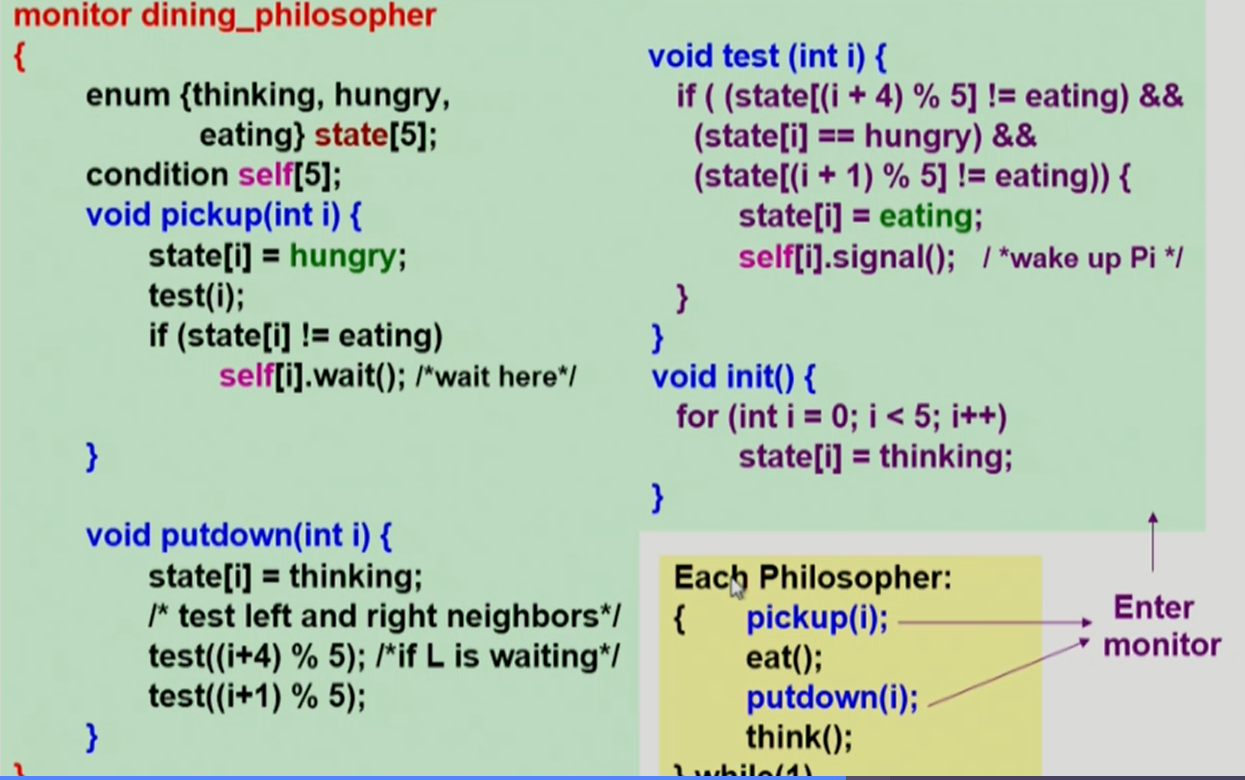 monitor dining_philosopher
{
enum {thinking, hungry,
eating} state[5];
condition self[5];
void pickup(int i) {
state[i] = hungry;
test(i);
if (state[i] != eating)
self[i].wait(); /*wait here*/
}
void putdown(int i) {
state[i] = thinking;
/* test left and right neighbors*/
test((i+4) % 5); /*if L is waiting*/
test((i+1) % 5);
}
}
void test (int i) {
if ( (state[(i + 4) % 5] != eating) &&
(state[i] == hungry) &&
(state[(i + 1) % 5] != eating)) {
state[i] = eating;
self[i].signal(); / *wake up Pi */
}
}
void init() {
for (int i = 0; i < 5; i++)
state[i] = thinking;
}
Each Philosopher:
{ pickup(i);
eat();
putdown(i);
think();
} while(1)
Enter
monitor